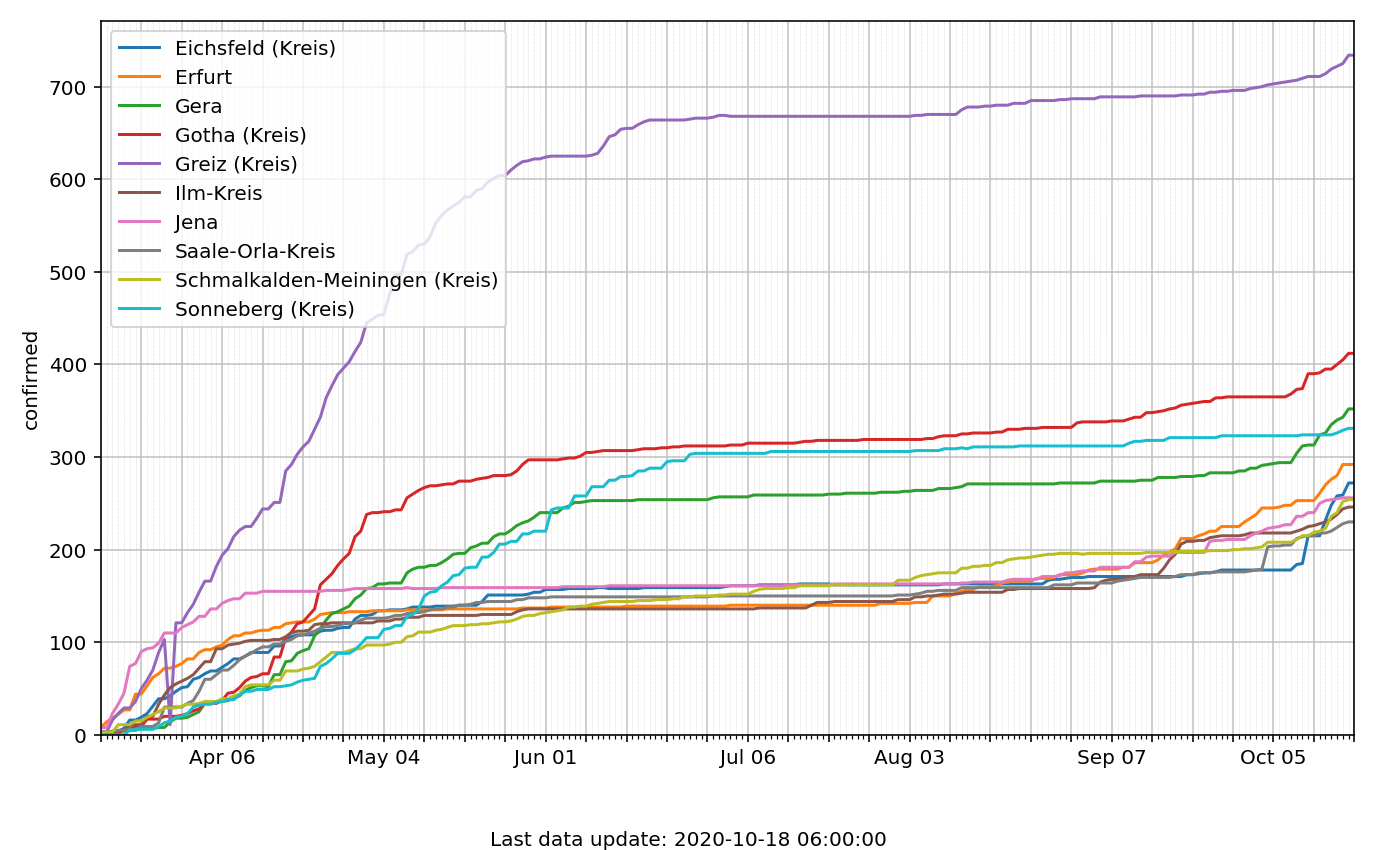 Eichsfeld (Kreis)
Erfurt
Gera
Gotha (Kreis)
Greiz (Kreis)
Ilm-Kreis
Jena
Saale-Orla-Kreis
Schmalkalden-Meiningen (Kreis)
Sonneberg (Kreis)
confirmed
700
600
500
400
300
200
100
0
Apr 06 May 04 Jun 01 Jul 06 Aug 03 Sep 07 Oct 05
Last data update: 2020-10-18 06:00:00